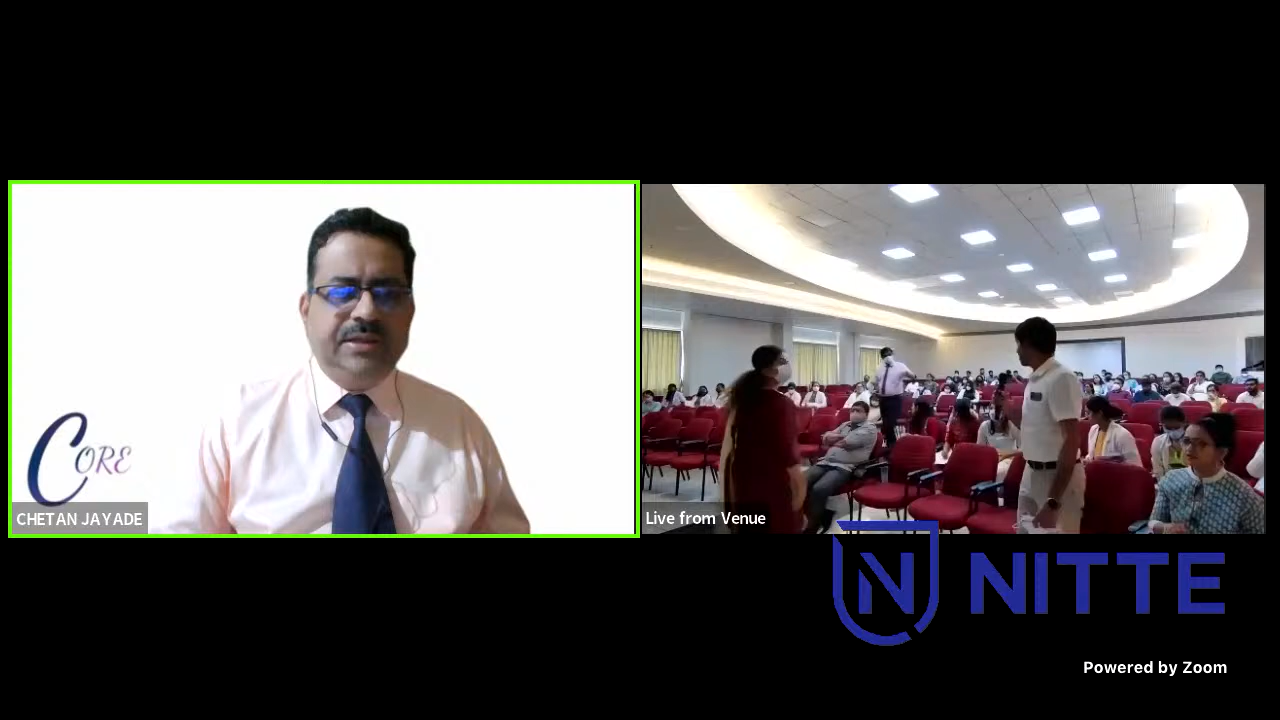 CORE
CHETAN JAYADE
Live from Venue
N NITTE
Powered by Zoom